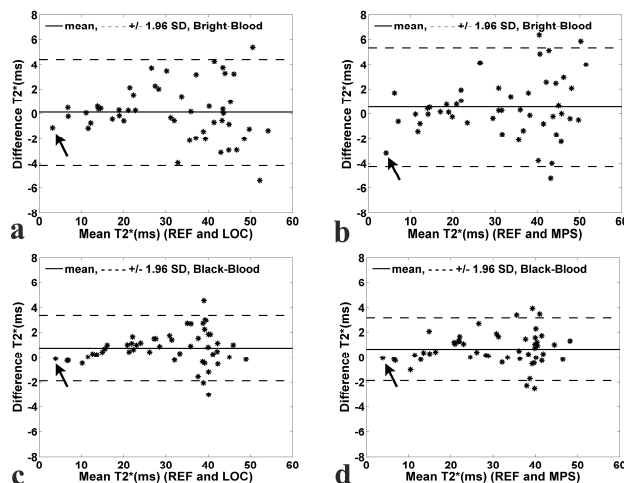 mean, +/- 1.96 SD, Bright Blood
Difference T2*(ms)
8
6
4
2
0
-2
-4
-6
-8
0 10 20 30 40 50 60
Mean T2*(ms) (REF and LOC)
a
mean, +/- 1.96 SD, Bright Blood
Difference T2*(ms)
8
6
4
2
0
-2
-4
-6
-8
0 10 20 30 40 50 60
Mean T2*(ms) (REF and MPS)
b
mean, +/- 1.96 SD, Black-Blood
Difference T2*(ms)
8
6
4
2
0
-2
-4
-6
-8
0 10 20 30 40 50 60
Mean T2*(ms) (REF and LOC)
c
mean, +/- 1.96 SD, Black-Blood
Difference T2*(ms)
8
6
4
2
0
-2
-4
-6
-8
0 10 20 30 40 50 60
Mean T2*(ms) (REF and MPS)
d